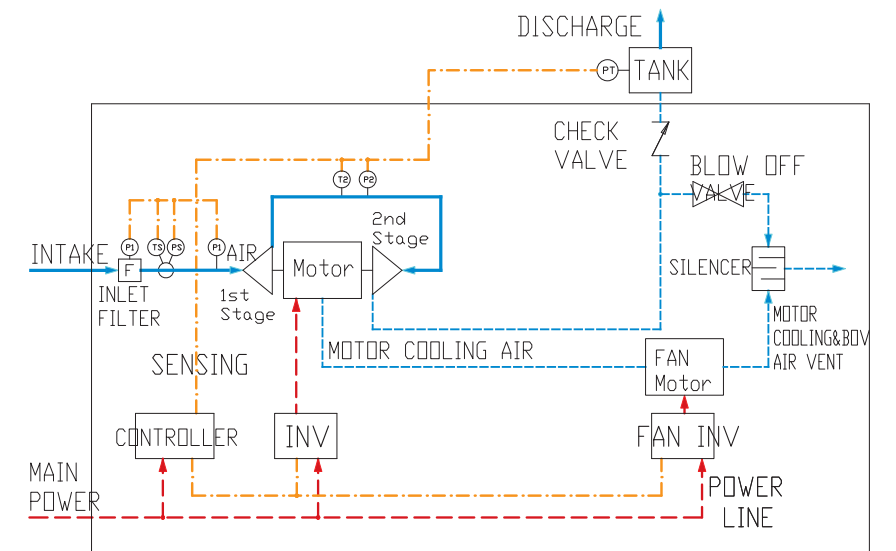 DISCHARGE
PT
TANK
CHECK
VALVE
BLOW OFF
VALVE
T2
P2
2nd
Stage
P1
TS
PS
P1
INTAKE
F
AIR
Motor
SILENCER
INLET
FILTER
1st
Stage
MOTOR
COOLING&BOV
AIR VENT
MOTOR COOLING AIR
FAN
Motor
SENSING
CONTROLLER
INV
FAN INV
MAIN
POWER
POWER
LINE